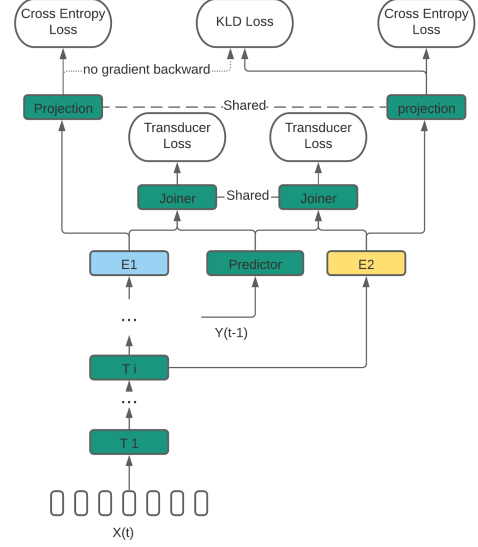 Cross Entropy
Loss
KLD Loss
Cross Entropy
Loss
no gradient backward
Projection
Shared
projection
Transducer
Loss
Transducer
Loss
Joiner
Shared
Joiner
E1
Predictor
E2
...
Y(t-1)
T i
...
T 1
X(t)